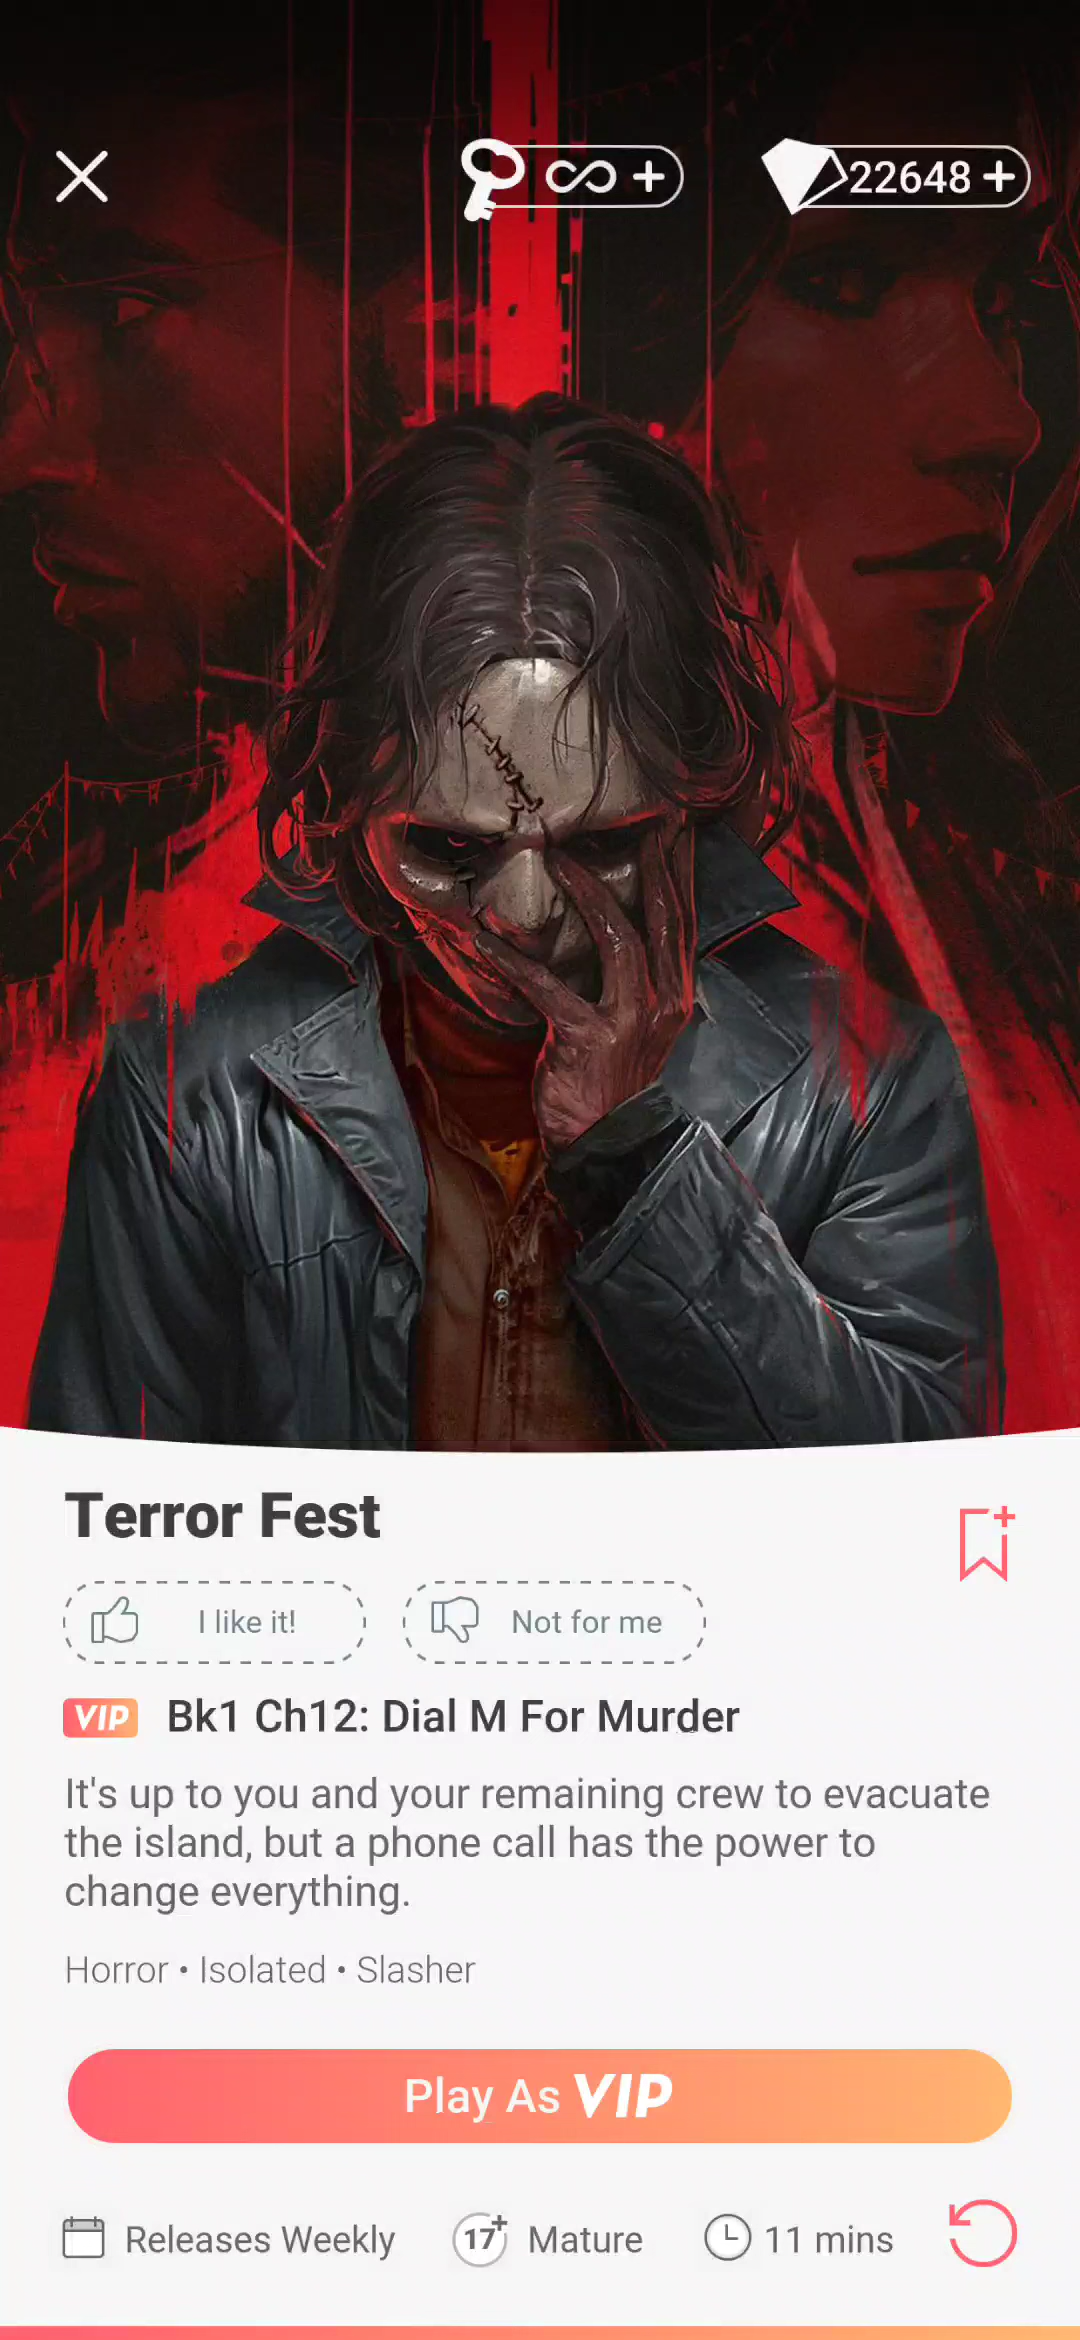 ∞ +
22648 +
Terror Fest
I like it!
Not for me
VIP Bk1 Ch12: Dial M For Murder
It's up to you and your remaining crew to evacuate
the island, but a phone call has the power to
change everything.
Horror • Isolated • Slasher
Play As VIP
Releases Weekly
17+ Mature
11 mins